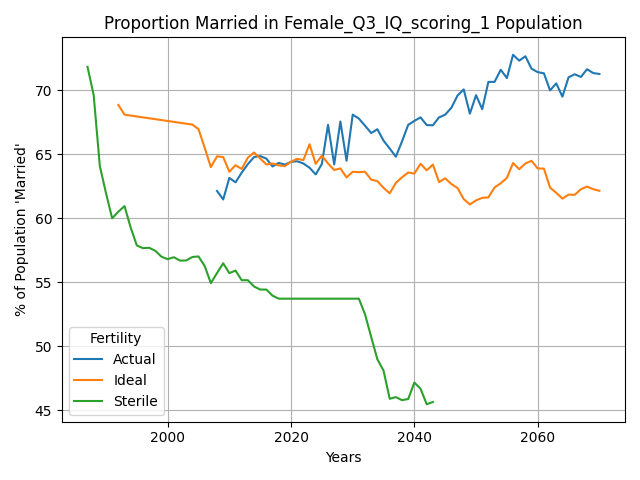 Proportion Married in Female_Q3_IQ_scoring_1 Population
% of Population 'Married'
70
65
60
55
50
45
Fertility
Actual
Ideal
Sterile
2000
2020
2040
2060
Years